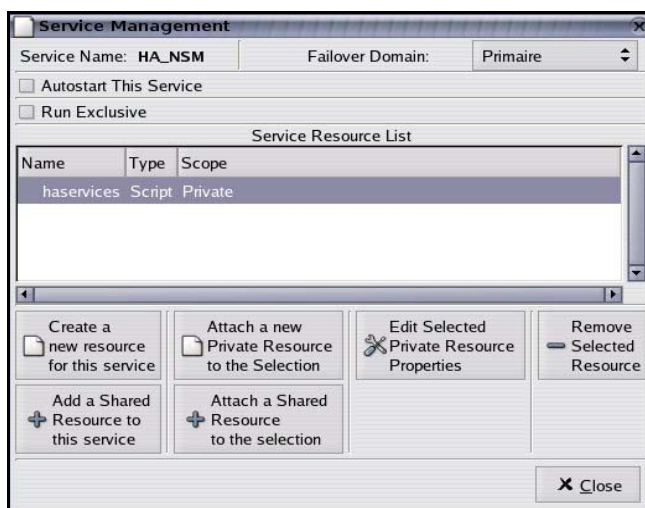 Service Management
Service Name: HA_NSM Failover Domain: Primaire
Autostart This Service
Run Exclusive
Service Resource List
Name Type Scope
haservices Script Private
Create a
new resource
for this service
Attach a new
Private Resource
to the Selection
Edit Selected
Private Resource
Properties
Remove
Selected
Resource
Add a Shared
Resource to
this service
Attach a Shared
Resource
to the selection
Close